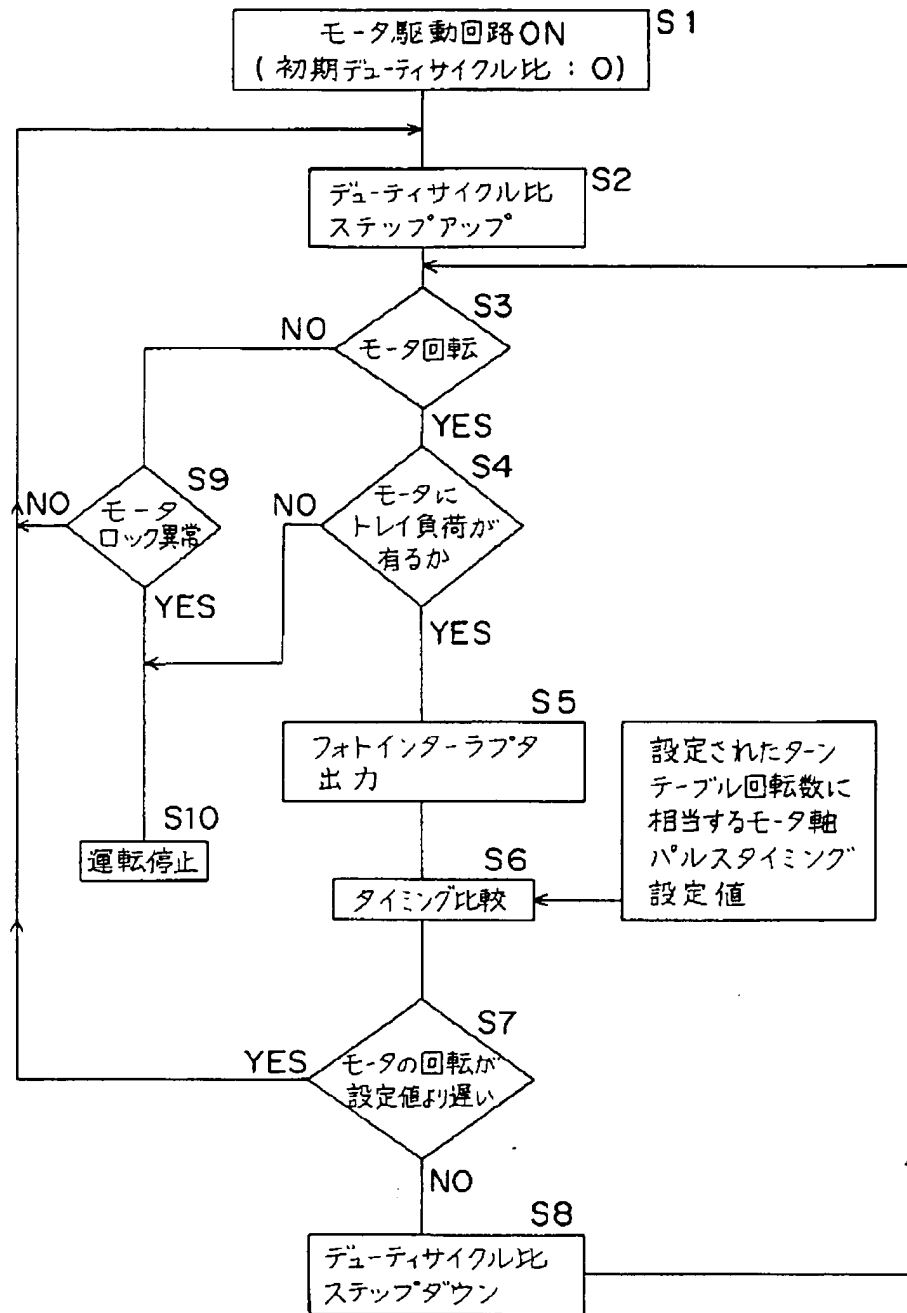 モータ駆動回路ON
(初期デューティサイクル比：0)
S1
デューティサイクル比
ステップアップ
S2
S3
NO
モータ回転
YES
S4
NO
モータに
トレイ負荷が
有るか
YES
S9
NO
モータ
ロック異常
YES
S5
フォトインターラプタ
出力
設定されたターン
テーブル回転数に
相当するモータ軸
パルスタイミング
設定値
S10
運転停止
S6
タイミング比較
S7
YES
モータの回転が
設定値より遅い
NO
S8
デューティサイクル比
ステップダウン